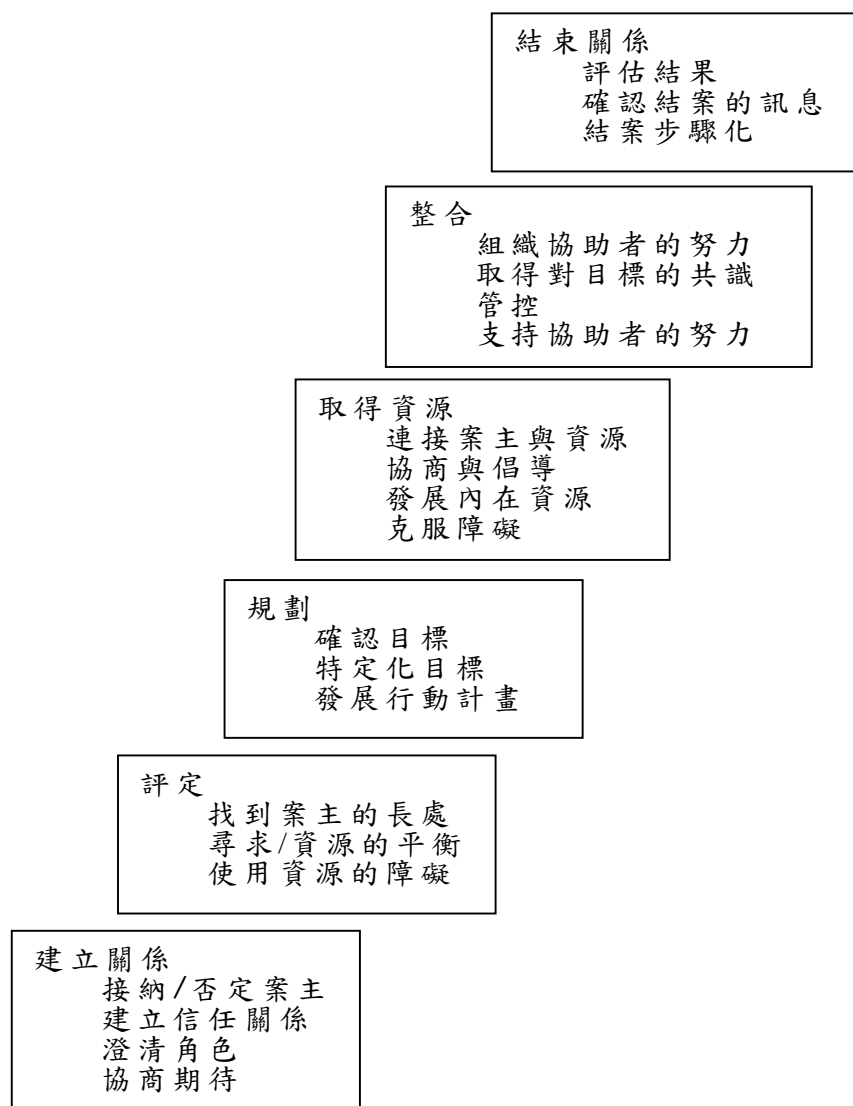 結束關係
評估結果
確認結案的訊息
結案步驟化
整合
組織協助者的努力
取得對目標的共識
管控
支持協助者的努力
取得資源
連接案主與資源
協商與倡導
發展內在資源
克服障礙
規劃
確認目標
特定化目標
發展行動計畫
評定
找到案主的長處
尋求/資源的平衡
使用資源的障礙
建立關係
接納/否定案主
建立信任關係
澄清角色
協商期待